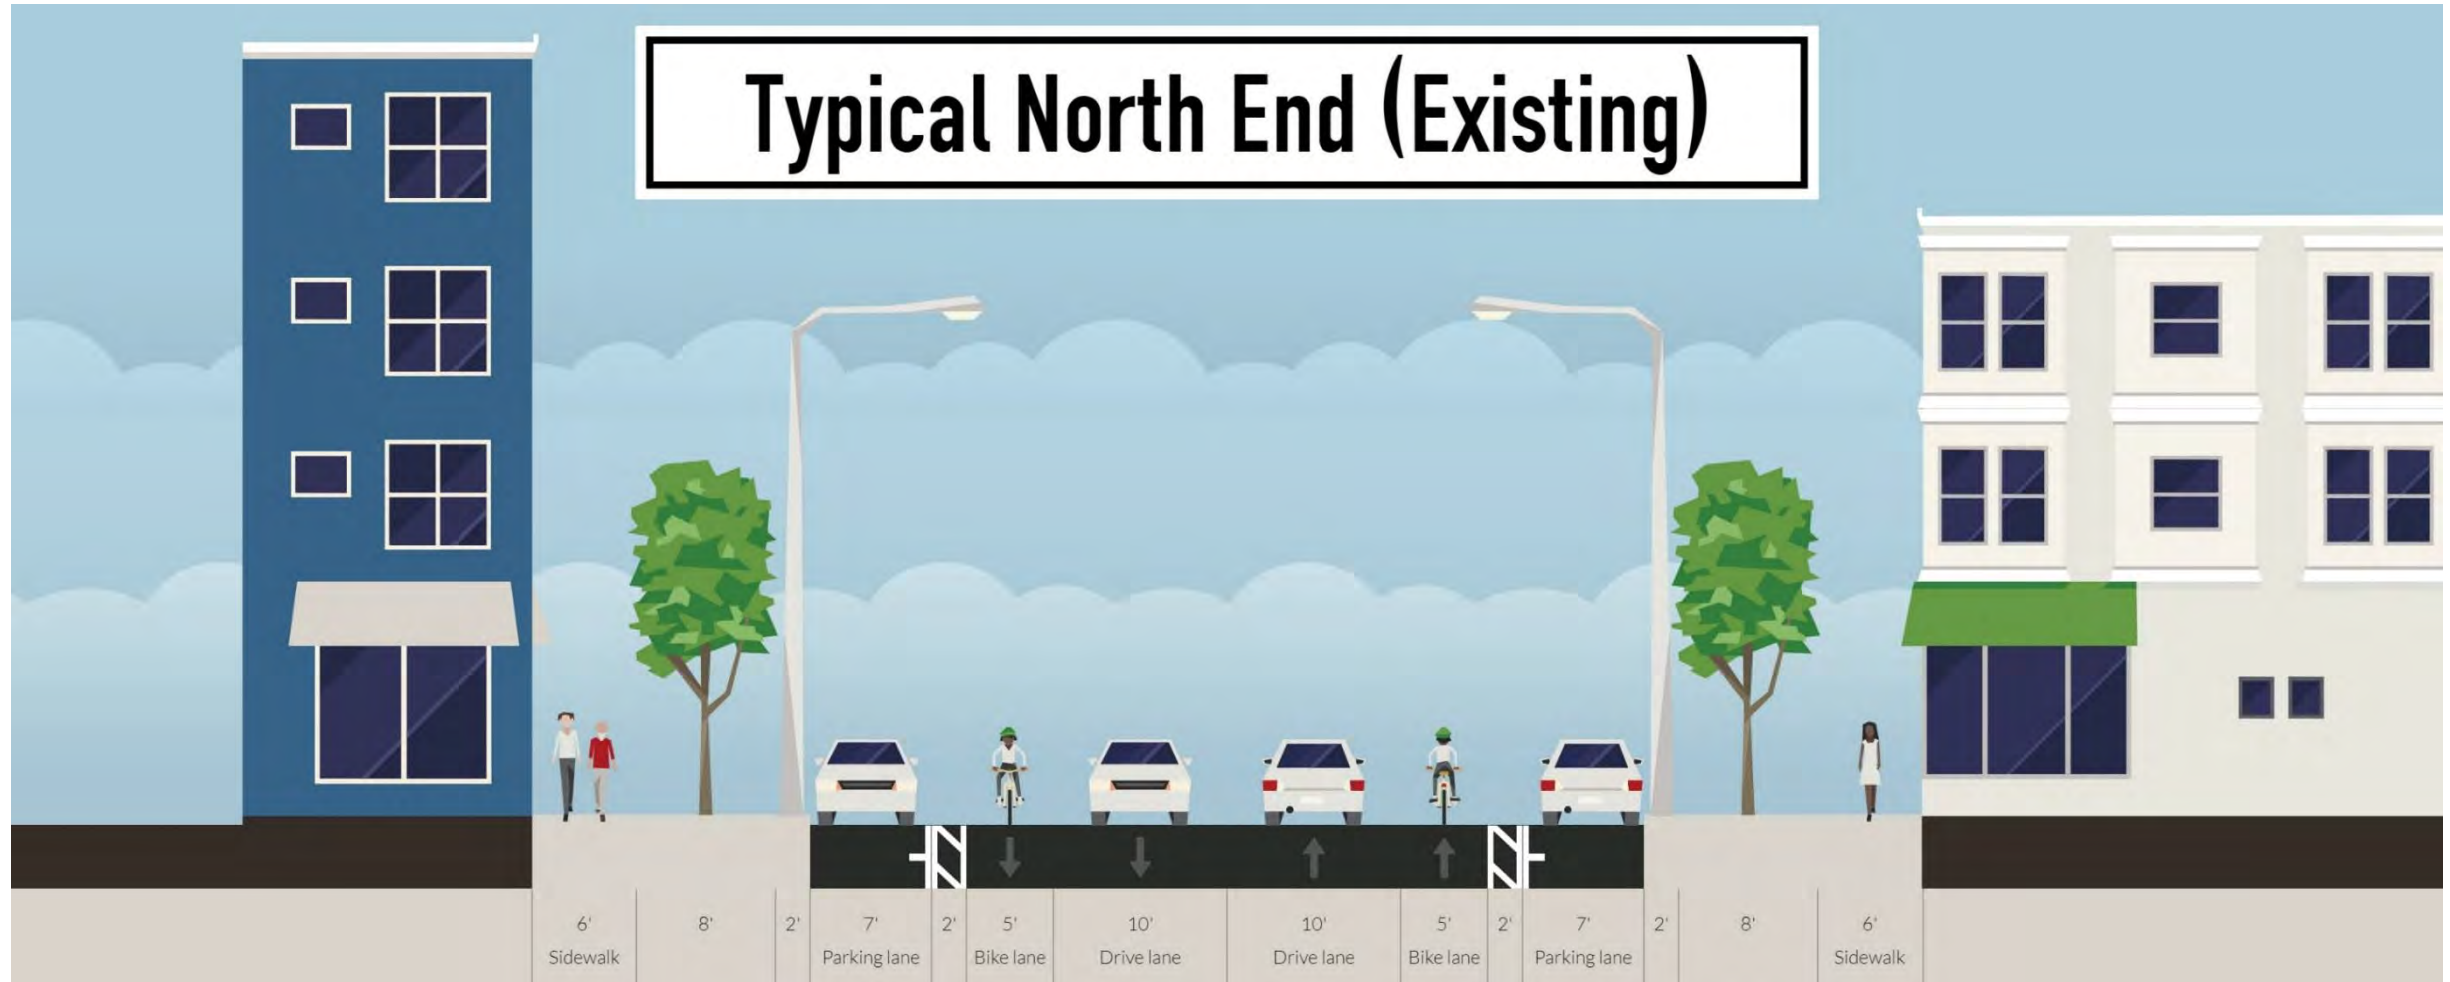 Typical North End (Existing)
6' 8' 2' 7' 2' 5' 10' 10' 5' 2' 7' 2' 8' 6'
Sidewalk Parking lane Bike lane Drive lane Drive lane Bike lane Parking lane Sidewalk